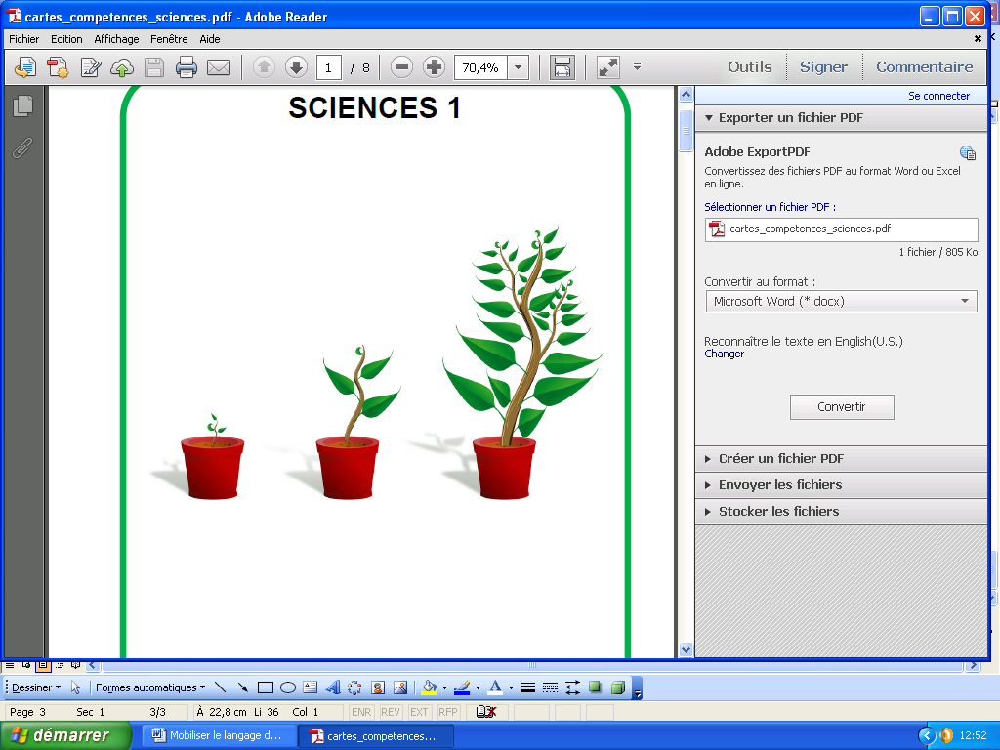 cartes_competences_sciences.pdf - Adobe Reader
Fichier Edition Affichage Fenêtre Aide
1 / 8 70,4% Outils Signer Commentaire
Se connecter
SCIENCES 1
Exporter un fichier PDF
Adobe ExportPDF
Convertissez des fichiers PDF au format Word ou Excel
en ligne.
Sélectionner un fichier PDF :
cartes_competences_sciences.pdf
1 fichier / 805 Ko
Convertir au format :
Microsoft Word (*.docx)
Reconnaître le texte en English(U.S.)
Changer
Convertir
Créer un fichier PDF
Envoyer les fichiers
Stocker les fichiers
Dessiner Formes automatiques
Page 3 Sec 1 3/3 À 22,8 cm Li 36 Col 1 ENR REV EXT RFP
démarrer Mobiliser le langage d... cartes_competences... 12:52